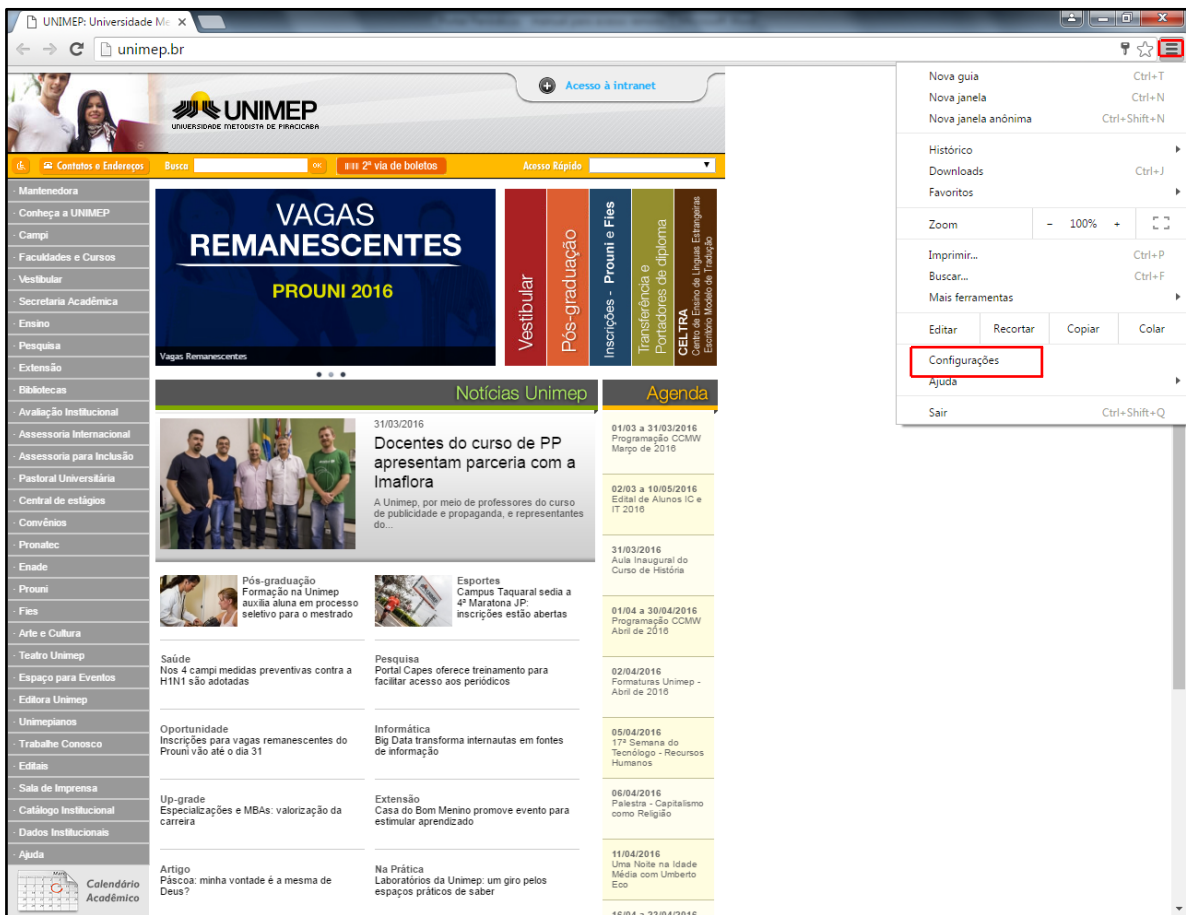 UNIMEP: Universidade Me
unimep.br
Acesso à intranet
UNIMEP
UNIVERSIDADE METODISTA DE PIRACICABA
Contatos e Endereços
Busca
OK
2ª via de boletos
Acesso Rápido
Mantenedora
Conheça a UNIMEP
Campi
Faculdades e Cursos
Vestibular
Secretaria Acadêmica
Ensino
Pesquisa
Extensão
Bibliotecas
Avaliação Institucional
Assessoria Internacional
Assessoria para Inclusão
Pastoral Universitária
Central de estágios
Convênios
Pronatec
Enade
Prouni
Fies
Arte e Cultura
Teatro Unimep
Espaço para Eventos
Editora Unimep
Unimepianos
Trabalhe Conosco
Editais
Sala de Imprensa
Catálogo Institucional
Dados Institucionais
Ajuda
Calendário
Acadêmico
VAGAS
REMANESCENTES
PROUNI 2016
Vagas Remanescentes
Vestibular
Pós-graduação
Inscrições - Prouni e Fies
Transferência e
Portadores de diploma
CELTRA
Centro de Ensino de Línguas Estrangeiras
Escritório Modelo de Tradução
Notícias Unimep
31/03/2016
Docentes do curso de PP
apresentam parceria com a
Imaflora
A Unimep, por meio de professores do curso
de publicidade e propaganda, e representantes
do...
Pós-graduação
Formação na Unimep
auxilia aluna em processo
seletivo para o mestrado
Esportes
Campus Taquaral sedia a
4ª Maratona JP:
inscrições estão abertas
Saúde
Nos 4 campi medidas preventivas contra a
H1N1 são adotadas
Pesquisa
Portal Capes oferece treinamento para
facilitar acesso aos periódicos
Oportunidade
Inscrições para vagas remanescentes do
Prouni vão até o dia 31
Informática
Big Data transforma internautas em fontes
de informação
Up-grade
Especializações e MBAs: valorização da
carreira
Extensão
Casa do Bom Menino promove evento para
estimular aprendizado
Artigo
Páscoa: minha vontade é a mesma de
Deus?
Na Prática
Laboratórios da Unimep: um giro pelos
espaços práticos de saber
Agenda
01/03 a 31/03/2016
Programação CCMW
Março de 2016
02/03 a 10/05/2016
Edital de Alunos IC e
IT 2016
31/03/2016
Aula Inaugural do
Curso de História
01/04 a 30/04/2016
Programação CCMW
Abril de 2016
02/04/2016
Formaturas Unimep -
Abril de 2016
05/04/2016
17ª Semana do
Tecnólogo - Recursos
Humanos
06/04/2016
Palestra - Capitalismo
como Religião
11/04/2016
Uma Noite na Idade
Média com Umberto
Eco
16/04 a 23/04/2016
Nova guia Ctrl+T
Nova janela Ctrl+N
Nova janela anônima Ctrl+Shift+N
Histórico
Downloads Ctrl+J
Favoritos
Zoom - 100% +
Imprimir... Ctrl+P
Buscar... Ctrl+F
Mais ferramentas
Editar Recortar Copiar Colar
Configurações
Ajuda
Sair Ctrl+Shift+Q